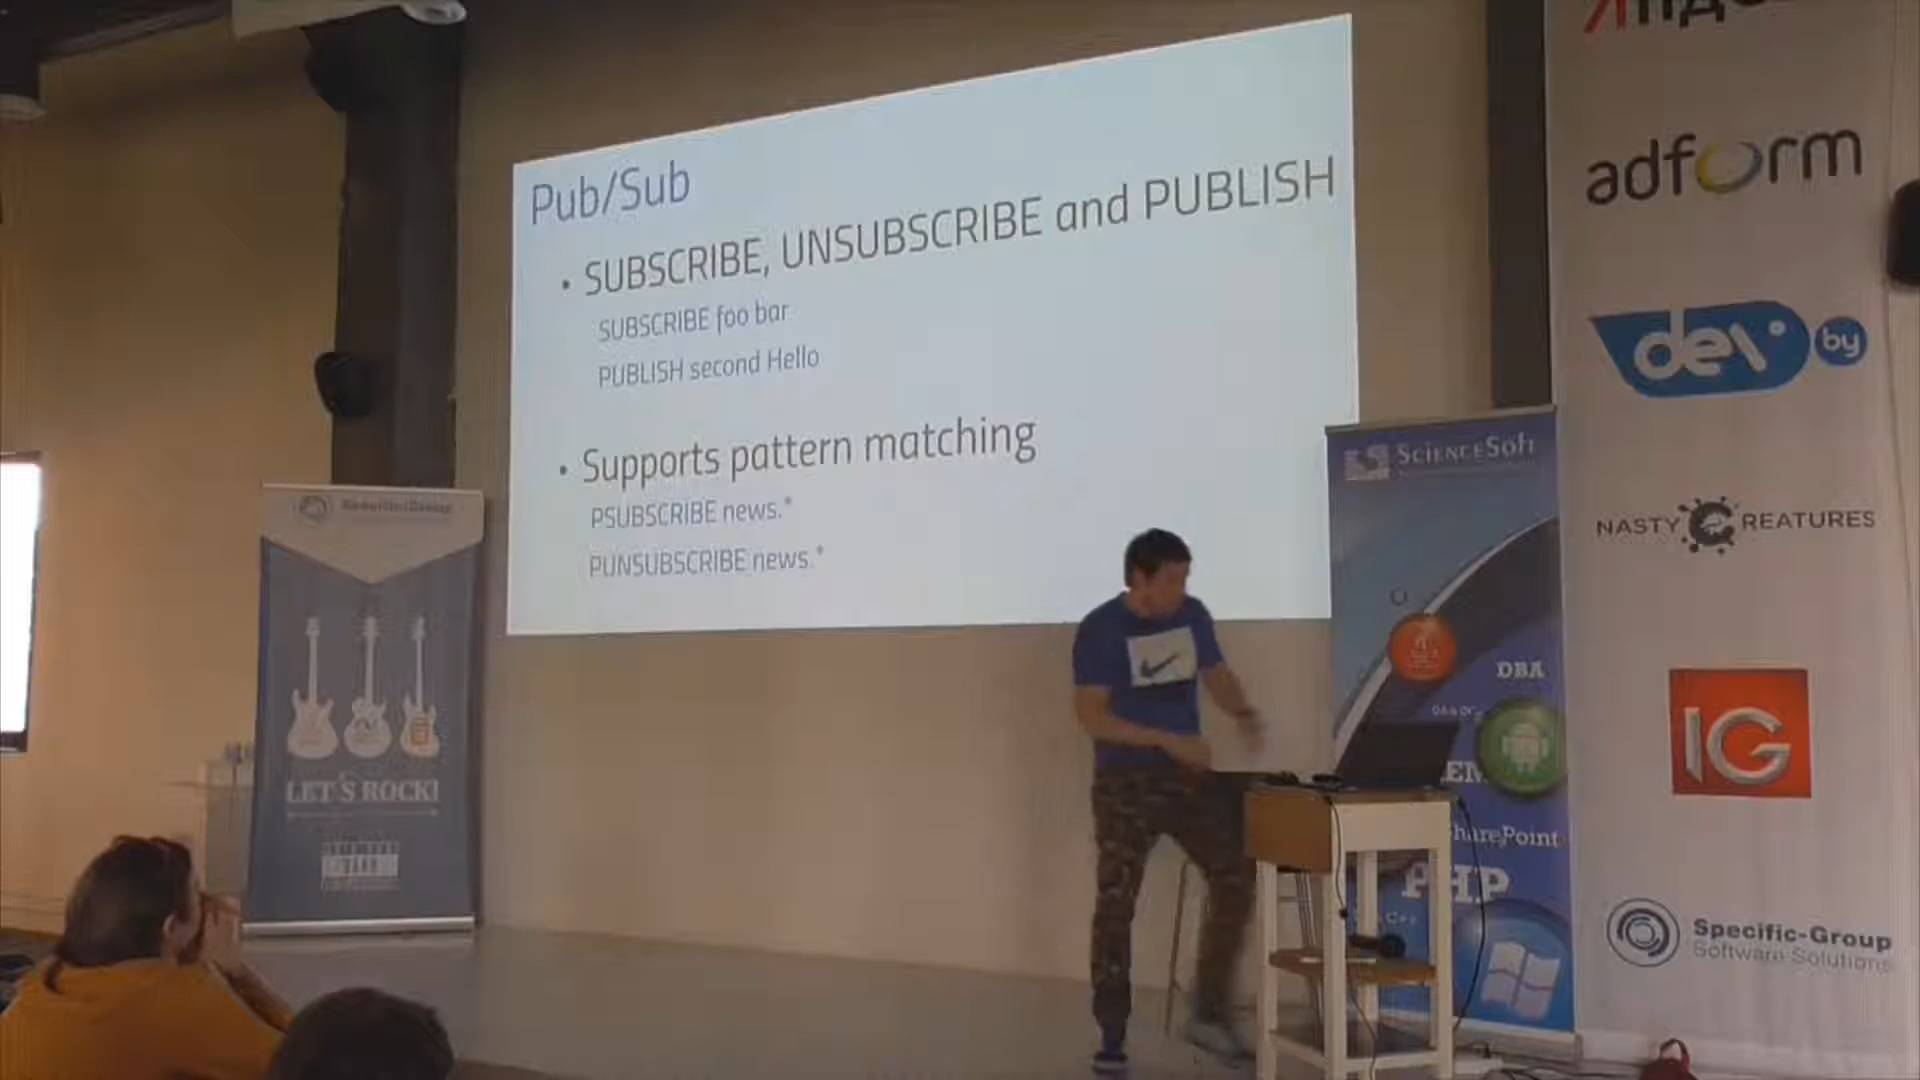 Pub/Sub
• SUBSCRIBE, UNSUBSCRIBE and PUBLISH
SUBSCRIBE foo bar
PUBLISH second Hello
• Supports pattern matching
PSUBSCRIBE news.*
PUNSUBSCRIBE news.*
LET'S ROCK!
SCIENCESOFT
DBA
SharePoint
PHP
C++
adform
dev by
NASTY CREATURES
IG
Specific-Group
Software Solutions